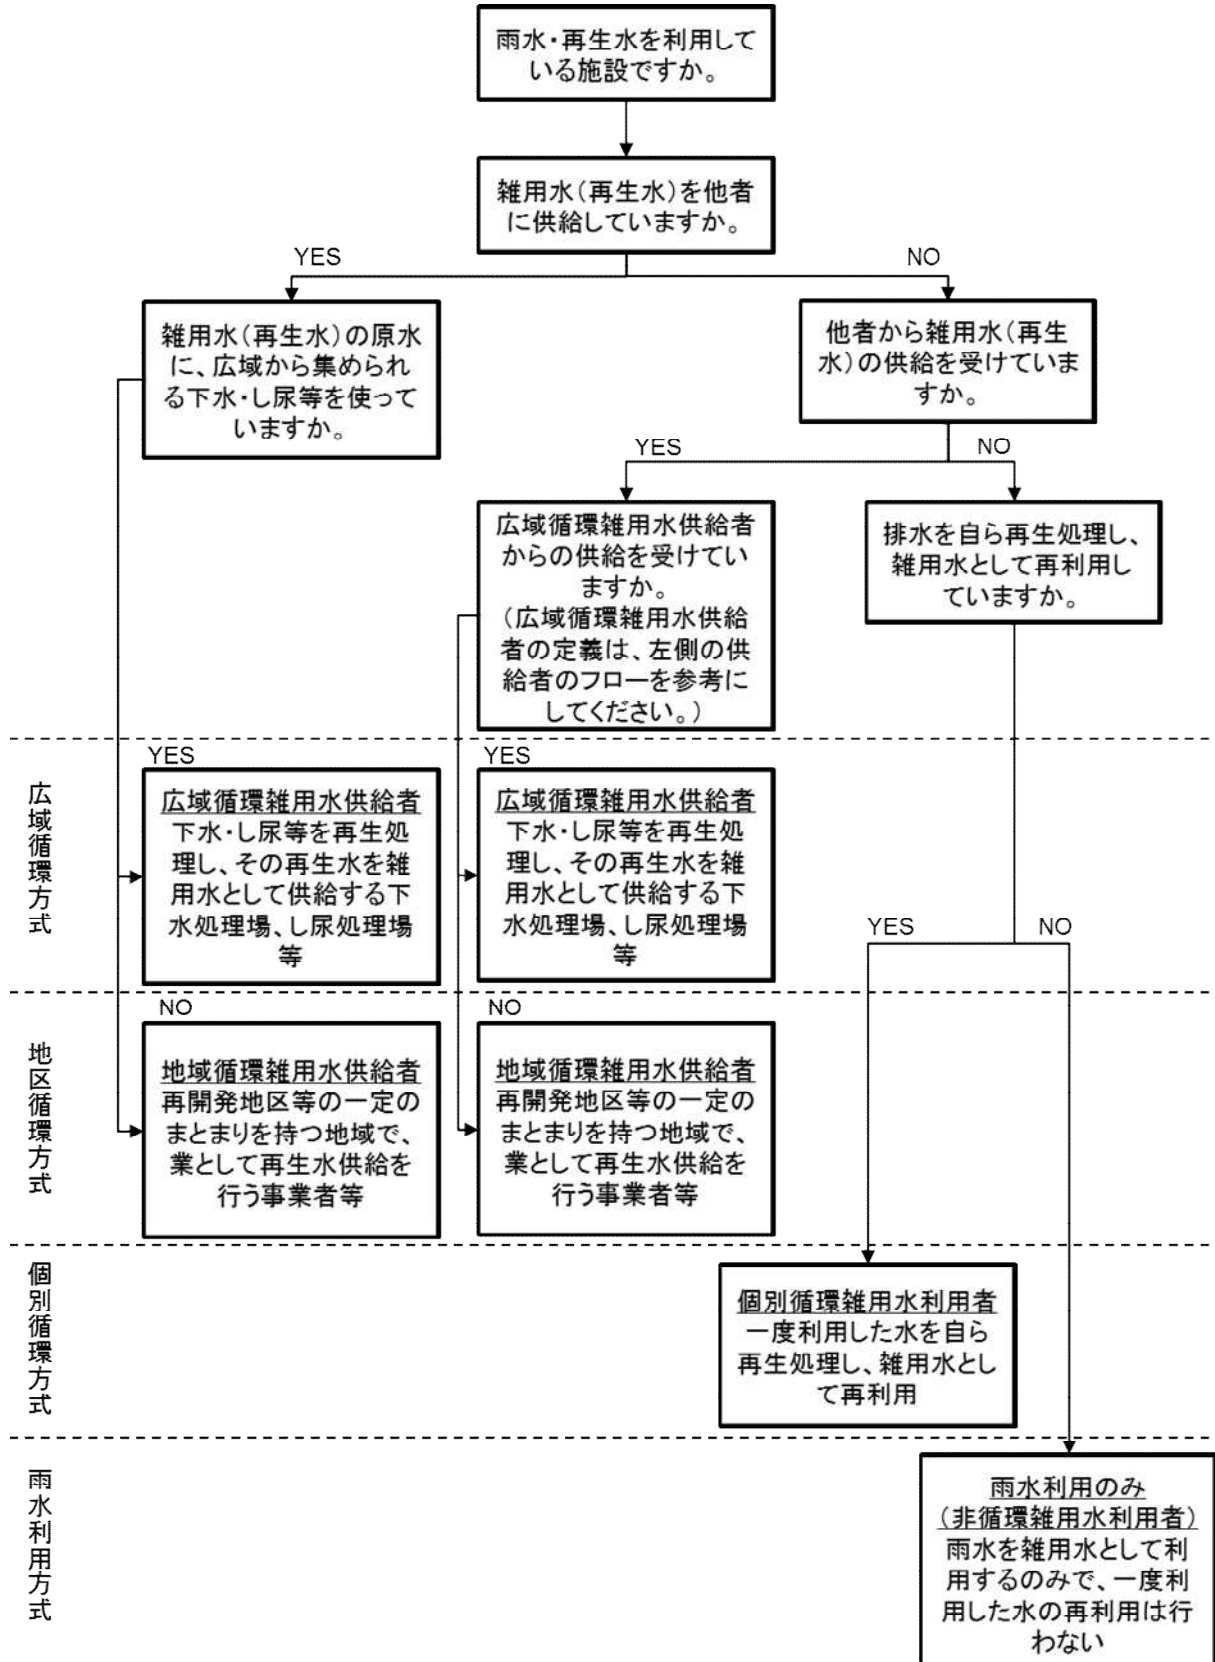 雨水・再生水を利用して
いる施設ですか。
雑用水(再生水)を他者
に供給していますか。
YES
NO
雑用水(再生水)の原水
に、広域から集められ
る下水・し尿等を使って
いますか。
他者から雑用水(再生
水)の供給を受けていま
すか。
YES
NO
広域循環雑用水供給者
からの供給を受けてい
ますか。
(広域循環雑用水供給
者の定義は、左側の供
給者のフローを参考に
してください。)
排水を自ら再生処理し、
雑用水として再利用し
ていますか。
広域循環方式
YES
広域循環雑用水供給者
下水・し尿等を再生処
理し、その再生水を雑
用水として供給する下
水処理場、し尿処理場
等
YES
広域循環雑用水供給者
下水・し尿等を再生処
理し、その再生水を雑
用水として供給する下
水処理場、し尿処理場
等
YES
NO
地区循環方式
NO
地域循環雑用水供給者
再開発地区等の一定の
まとまりを持つ地域で、
業として再生水供給を
行う事業者等
NO
地域循環雑用水供給者
再開発地区等の一定の
まとまりを持つ地域で、
業として再生水供給を
行う事業者等
個別循環方式
個別循環雑用水利用者
一度利用した水を自ら
再生処理し、雑用水とし
て再利用
雨水利用方式
雨水利用のみ
(非循環雑用水利用者)
雨水を雑用水として利
用するのみで、一度利
用した水の再利用は行
わない